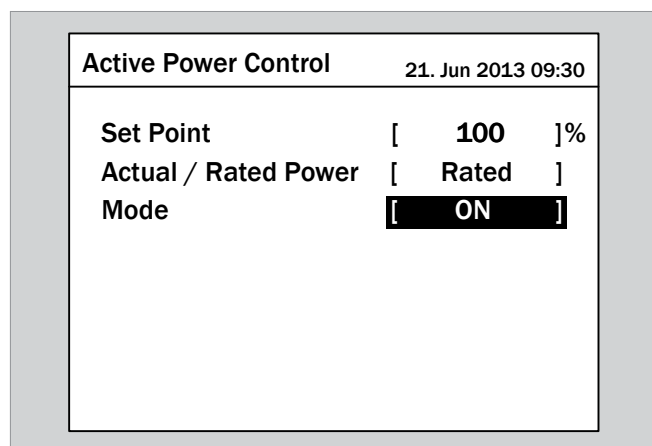 Active Power Control 21. Jun 2013 09:30
Set Point [ 100 ]%
Actual / Rated Power [ Rated ]
Mode [ ON ]